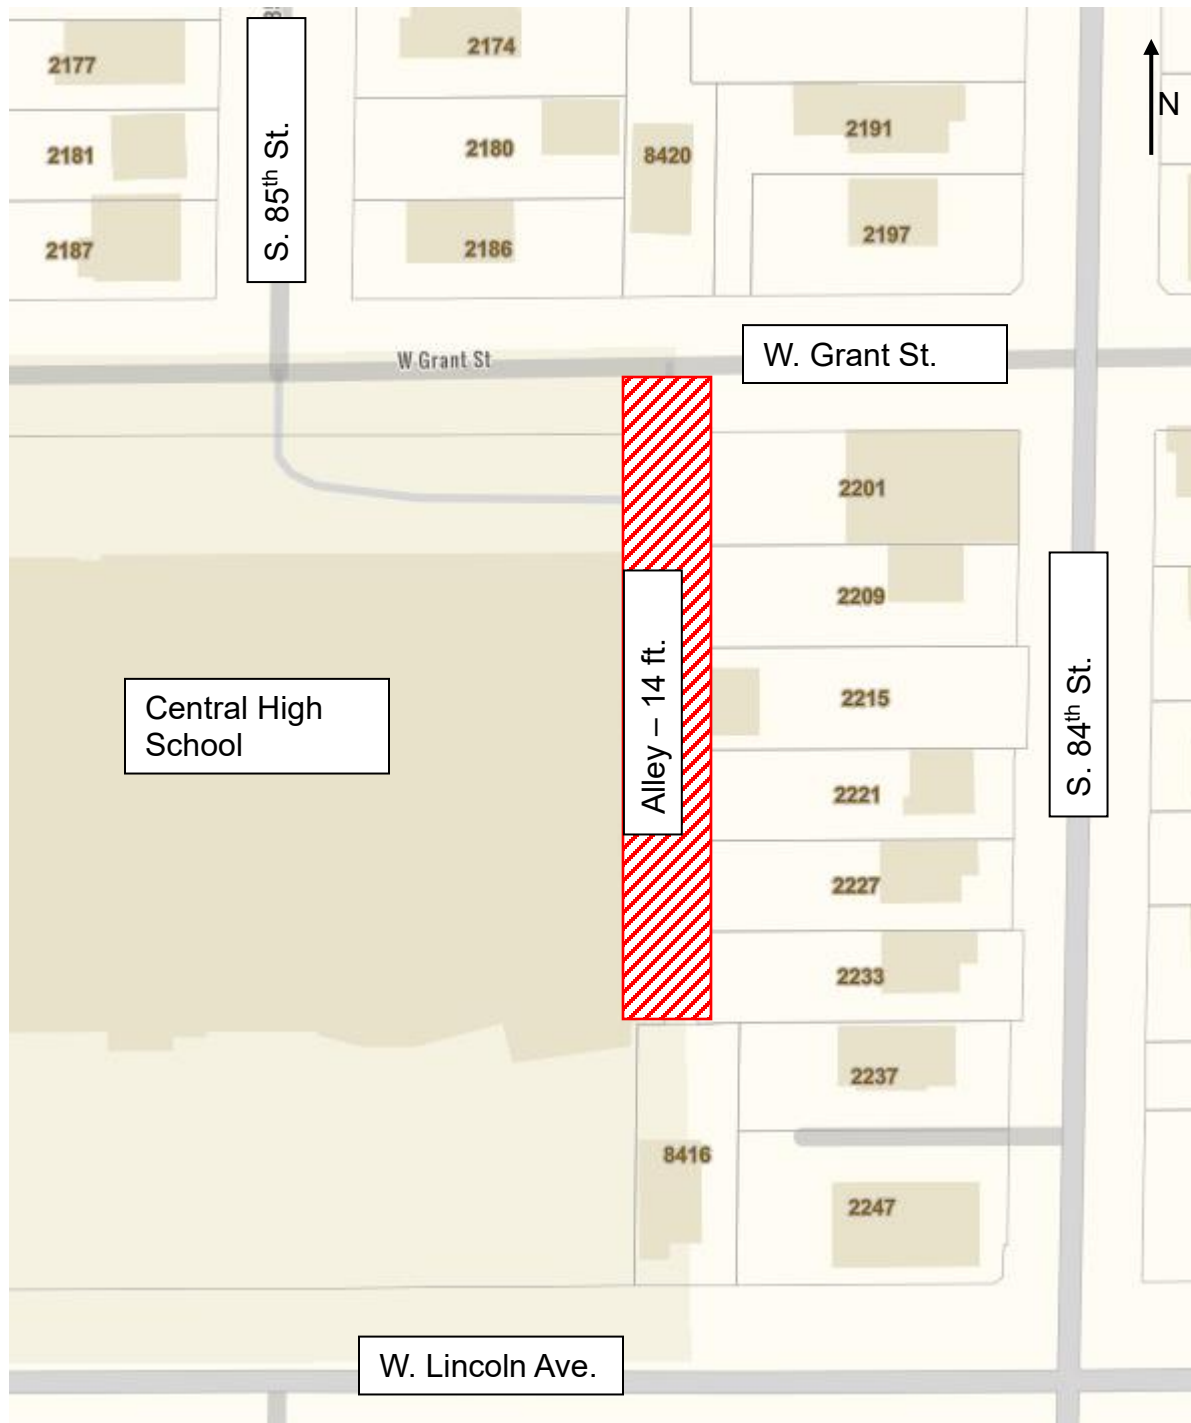 2177
2174
N
2181
S. 85th St.
2180
8420
2191
2187
2186
2197
W Grant St
W. Grant St.
2201
2209
Central High
School
Alley – 14 ft.
2215
S. 84th St.
2221
2227
2233
2237
8416
2247
W. Lincoln Ave.